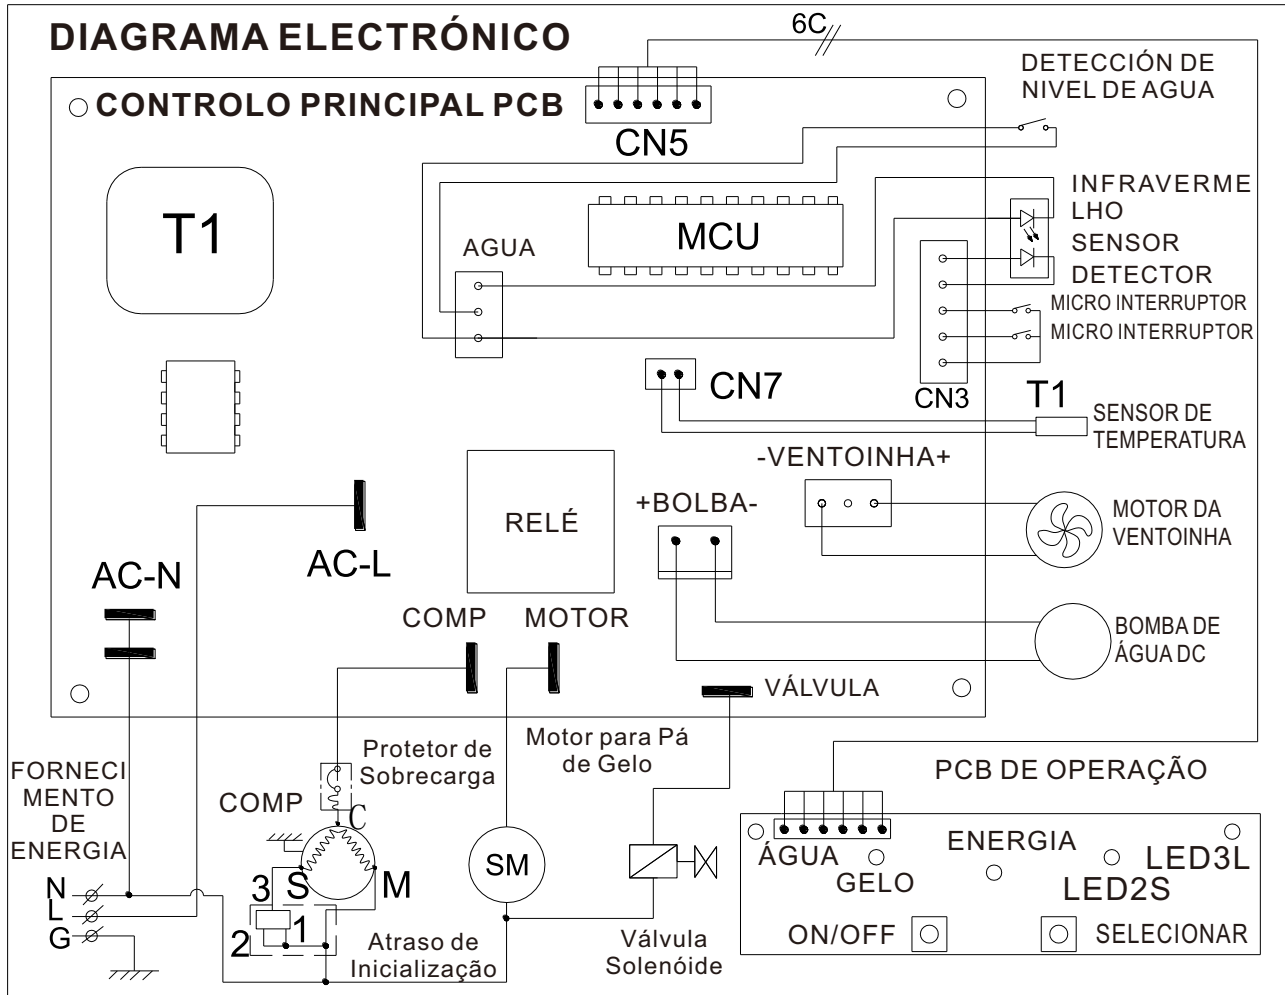 DIAGRAMA ELECTRÓNICO
6C
DETECCIÓN DE
NIVEL DE AGUA
CONTROLO PRINCIPAL PCB
CN5
T1
MCU
INFRAVERME
LHO
SENSOR
DETECTOR
AGUA
MICRO INTERRUPTOR
MICRO INTERRUPTOR
CN7
CN3
T1
SENSOR DE
TEMPERATURA
-VENTOINHA+
+BOLBA-
RELÉ
MOTOR DA
VENTOINHA
AC-L
AC-N
COMP
MOTOR
BOMBA DE
ÁGUA DC
VÁLVULA
Protetor de
Sobrecarga
Motor para Pá
de Gelo
PCB DE OPERAÇÃO
FORNECI
MENTO
DE
ENERGIA
COMP
C
SM
S
M
3
1
2
N
L
G
Atraso de
Inicialização
Válvula
Solenóide
ÁGUA
GELO
ENERGIA
LED2S
LED3L
ON/OFF
SELECIONAR